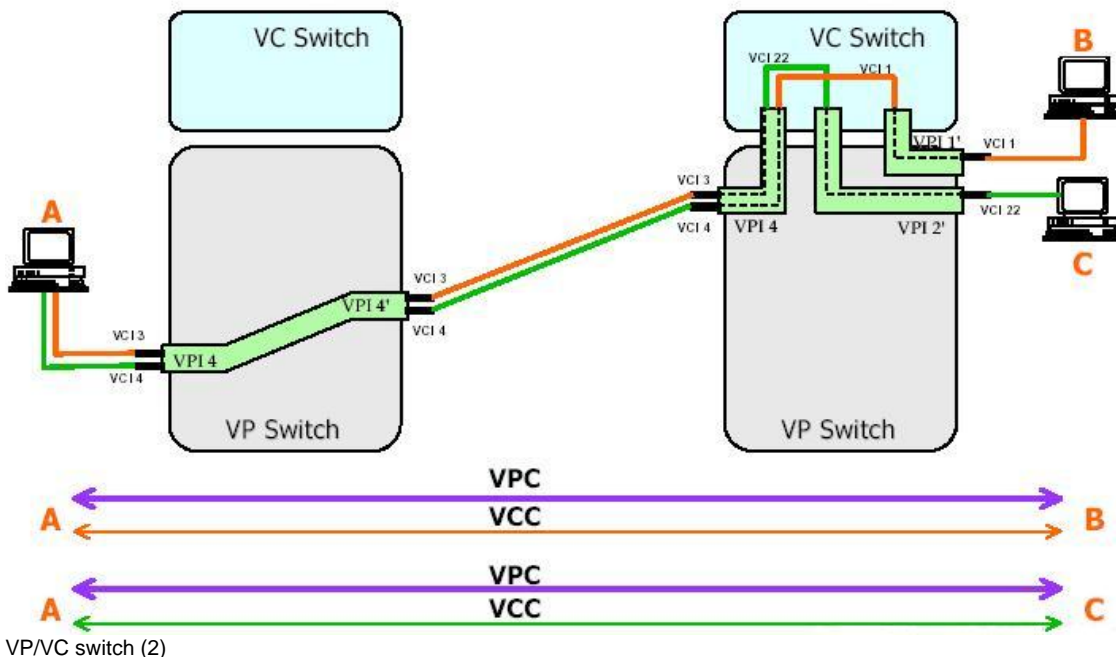 VC Switch
VC Switch
VCI 22
VCI 1
B
VPI 1'
VCI 1
VCI 3
A
VCI 4
VPI 4
VPI 2'
VCI 22
C
VCI 3
VPI 4'
VCI 3
VCI 4
VPI 4
VCI 4
VP Switch
VP Switch
VPC
A
VCC
B
VPC
A
VCC
C
VP/VC switch (2)